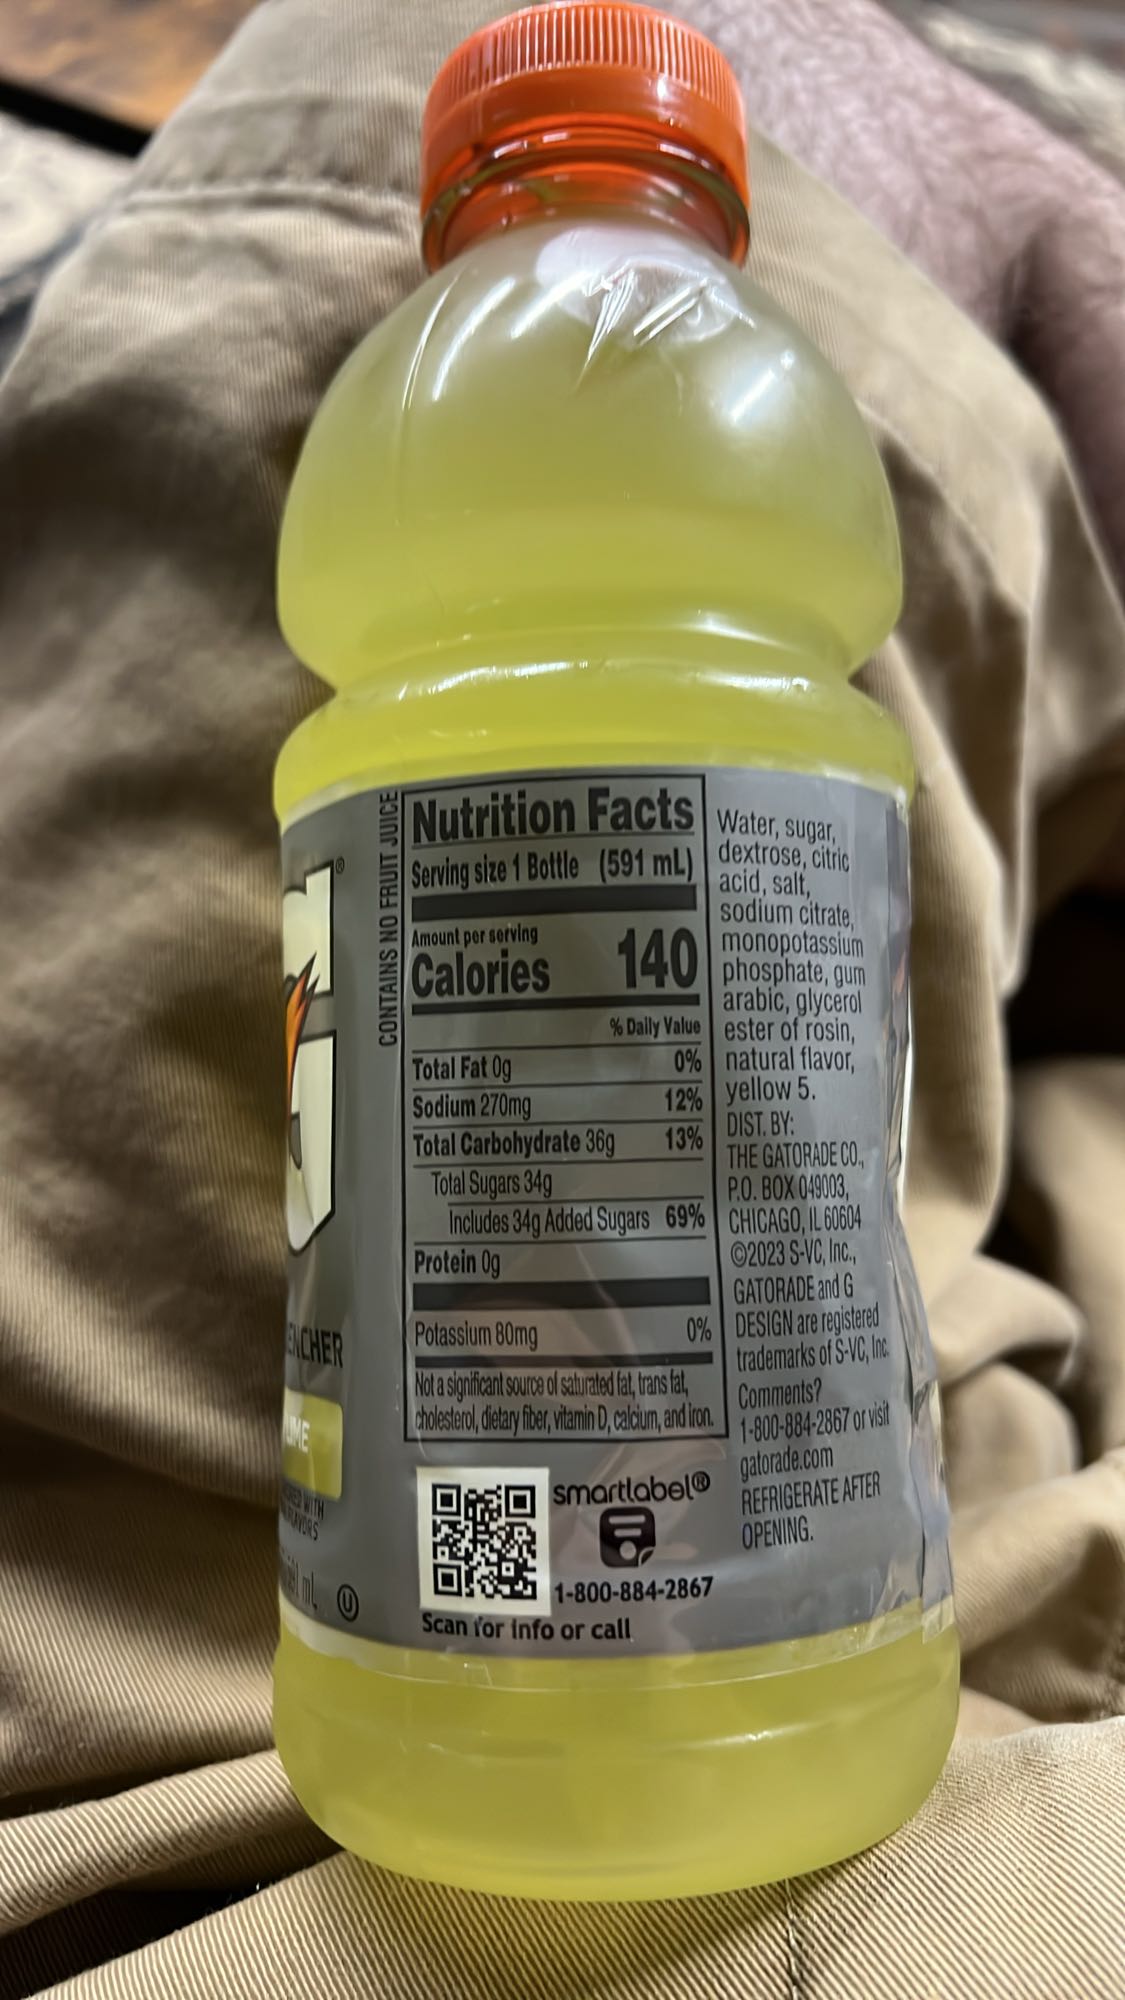 ®
ENCHER
LIME
WITH
FLAVORS
591 mL
U
CONTAINS NO FRUIT JUICE
Nutrition Facts
Serving size 1 Bottle (591 mL)
Amount per serving
Calories 140
% Daily Value
Total Fat 0g 0%
Sodium 270mg 12%
Total Carbohydrate 36g 13%
Total Sugars 34g
Includes 34g Added Sugars 69%
Protein 0g
Potassium 80mg 0%
Not a significant source of saturated fat, trans fat,
cholesterol, dietary fiber, vitamin D, calcium, and iron.
smartlabel®
1-800-884-2867
Scan for info or call
Water, sugar,
dextrose, citric
acid, salt,
sodium citrate,
monopotassium
phosphate, gum
arabic, glycerol
ester of rosin,
natural flavor,
yellow 5.
DIST. BY:
THE GATORADE CO.,
P.O. BOX 049003,
CHICAGO, IL 60604
©2023 S-VC, Inc.,
GATORADE and G
DESIGN are registered
trademarks of S-VC, Inc.
Comments?
1-800-884-2867 or visit
gatorade.com
REFRIGERATE AFTER
OPENING.